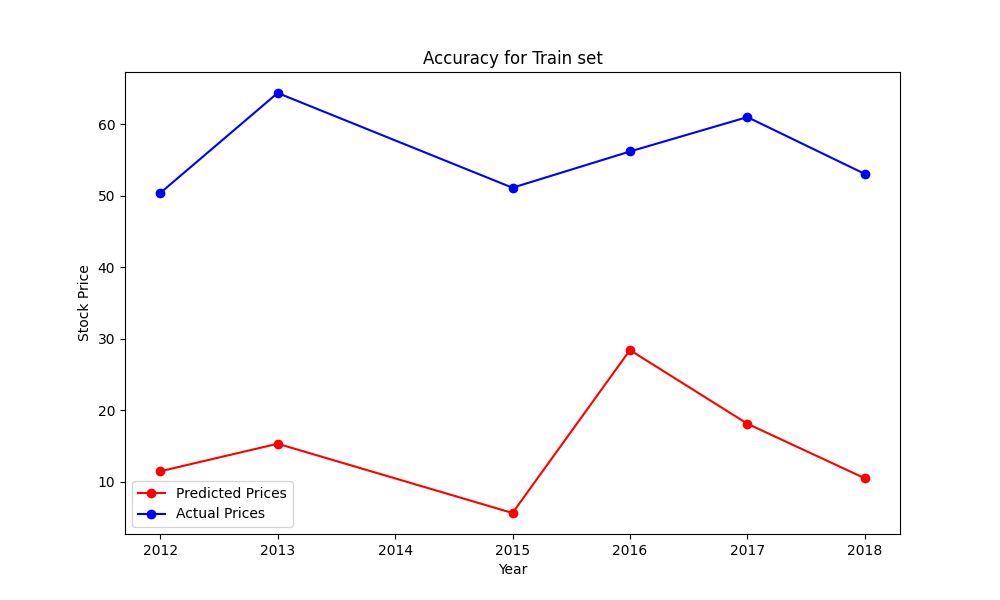 Accuracy for Train set
Stock Price
60
50
40
30
20
10
Predicted Prices
Actual Prices
2012 2013 2014 2015 2016 2017 2018
Year